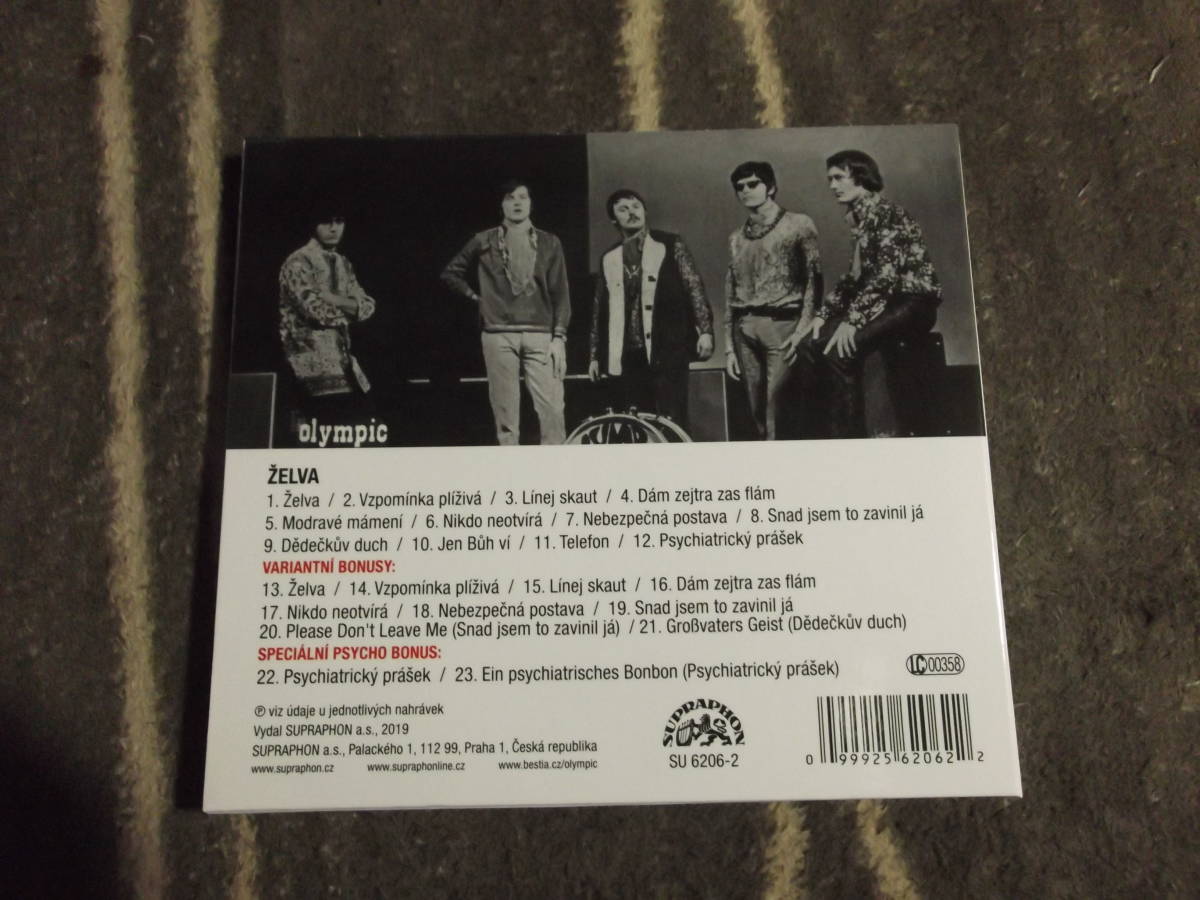 olympic
ŽELVA
1. Želva / 2. Vzpomínka plíživá / 3. Línej skaut / 4. Dám zejtra zas flám
5. Modravé mámení / 6. Nikdo neotvírá / 7. Nebezpečná postava / 8. Snad jsem to zavinil já
9. Dědečkův duch / 10. Jen Bůh ví / 11. Telefon / 12. Psychiatrický prášek
VARIANTNÍ BONUSY:
13. Želva / 14. Vzpomínka plíživá / 15. Línej skaut / 16. Dám zejtra zas flám
17. Nikdo neotvírá / 18. Nebezpečná postava / 19. Snad jsem to zavinil já
20. Please Don't Leave Me (Snad jsem to zavinil já) / 21. Großvaters Geist (Dědečkův duch)
SPECIÁLNÍ PSYCHO BONUS:
22. Psychiatrický prášek / 23. Ein psychiatrisches Bonbon (Psychiatrický prášek)
LC 00358
℗ viz údaje u jednotlivých nahrávek
Vydal SUPRAPHON a.s., 2019
SUPRAPHON a.s., Palackého 1, 112 99, Praha 1, Česká republika
www.supraphon.cz www.supraphonline.cz www.bestia.cz/olympic
SUPRAPHON
SU 6206-2
0 99925 62062 2